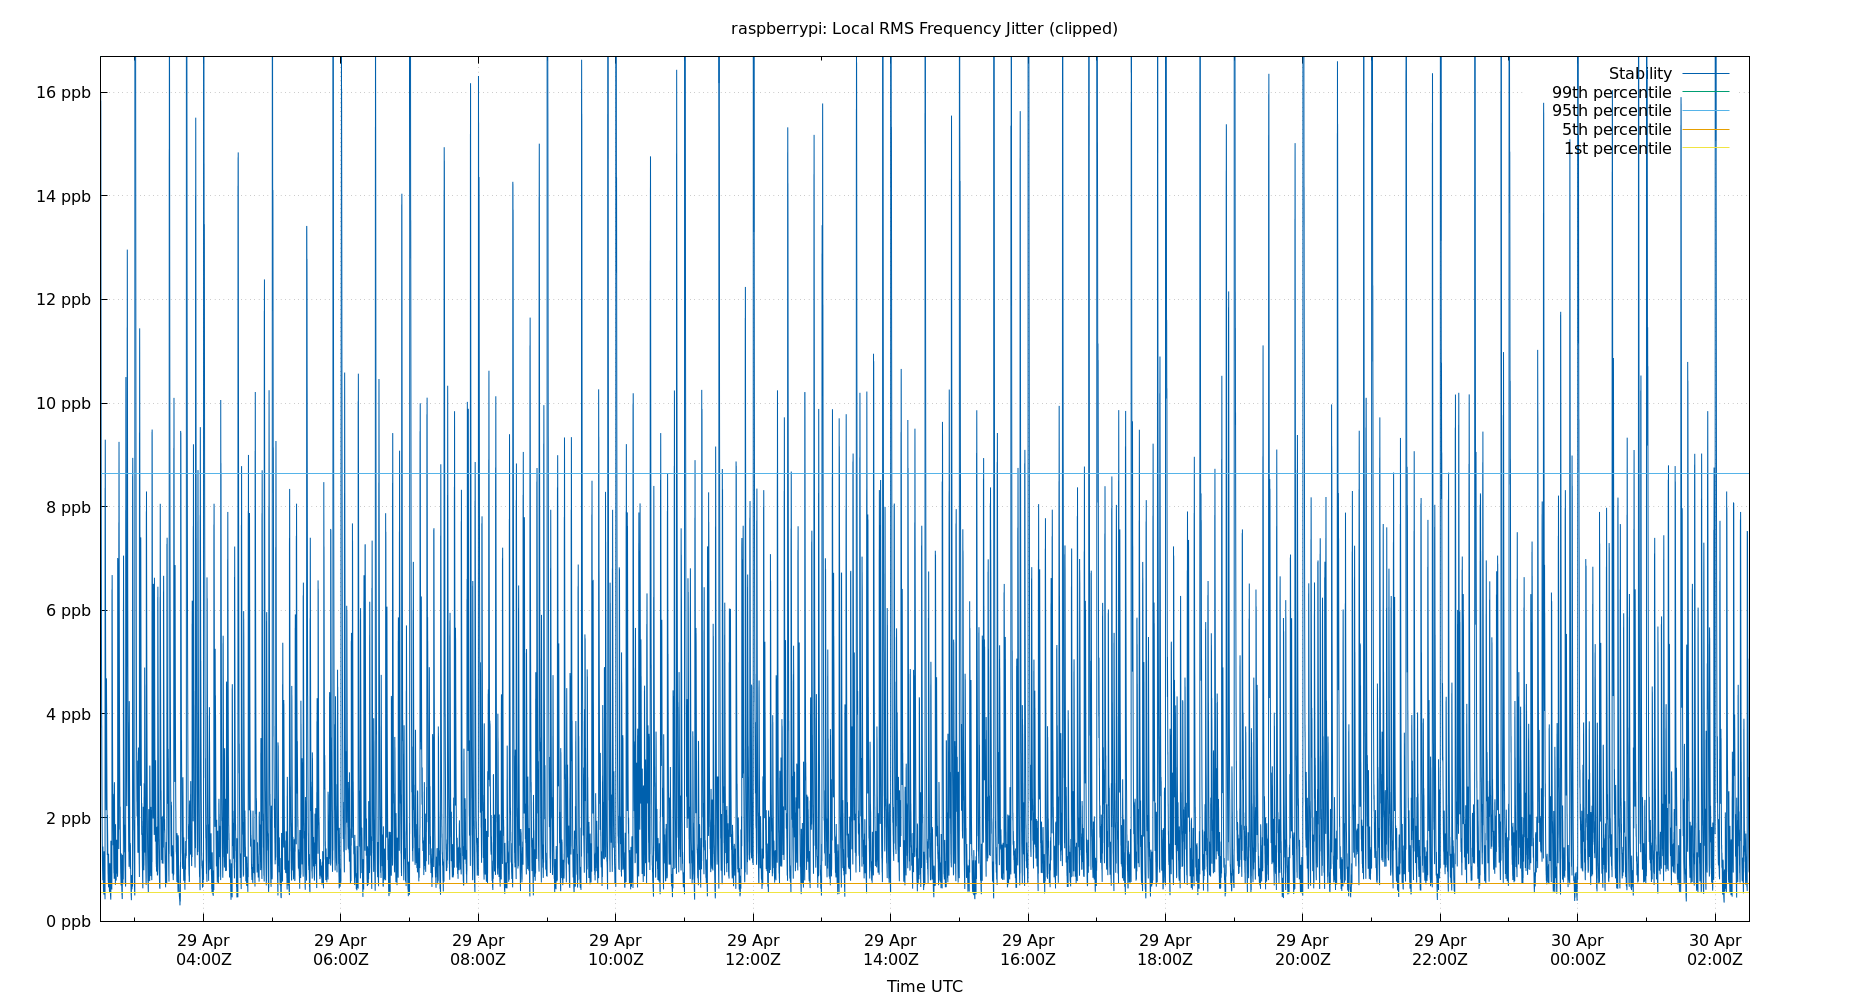 raspberrypi: Local RMS Frequency Jitter (clipped)
Stability
99th percentile
95th percentile
5th percentile
1st percentile
16 ppb
14 ppb
12 ppb
10 ppb
8 ppb
6 ppb
4 ppb
2 ppb
0 ppb
29 Apr 29 Apr 29 Apr 29 Apr 29 Apr 29 Apr 29 Apr 29 Apr 29 Apr 29 Apr 30 Apr 30 Apr
04:00Z 06:00Z 08:00Z 10:00Z 12:00Z 14:00Z 16:00Z 18:00Z 20:00Z 22:00Z 00:00Z 02:00Z
Time UTC